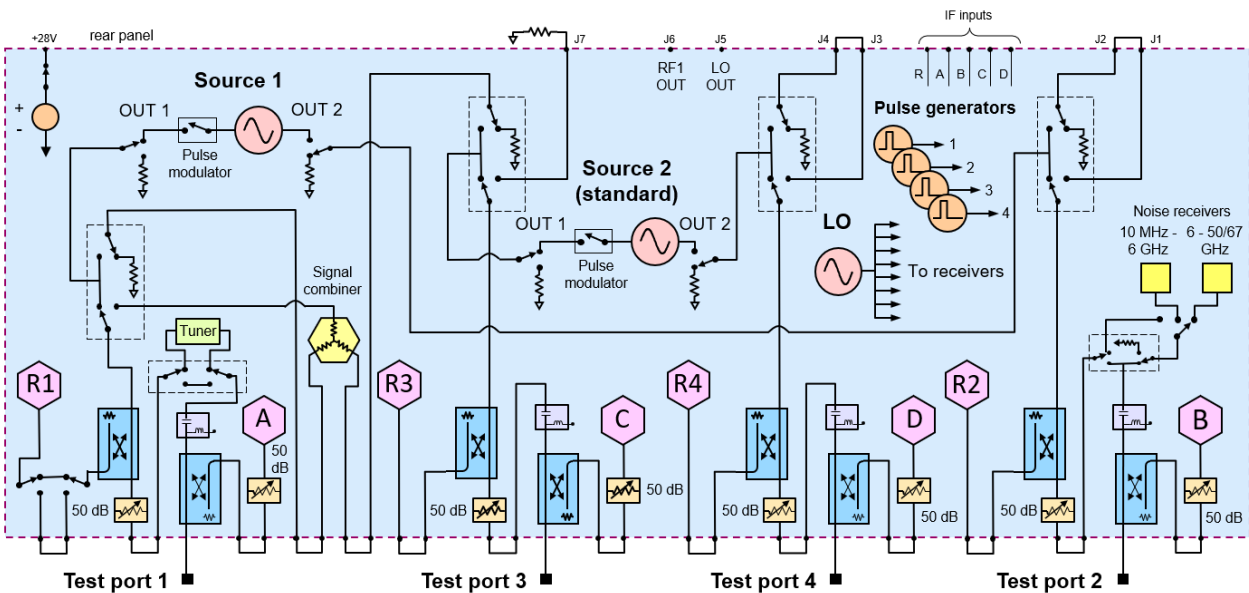 IF inputs
+28V
rear panel
J7
J6
J5
J4
J3
J2
J1
RF1
OUT
LO
OUT
R
A
B
C
D
Source 1
OUT 1
OUT 2
+
-
Pulse
modulator
Pulse generators
1
2
3
4
Source 2
(standard)
OUT 1
OUT 2
Pulse
modulator
LO
To receivers
Noise receivers
10 MHz - 6 - 50/67
6 GHz GHz
Signal
combiner
Tuner
R1
A
R3
C
R4
D
R2
B
50
dB
50 dB
50 dB
50 dB
50 dB
50 dB
50 dB
50 dB
Test port 1
Test port 3
Test port 4
Test port 2